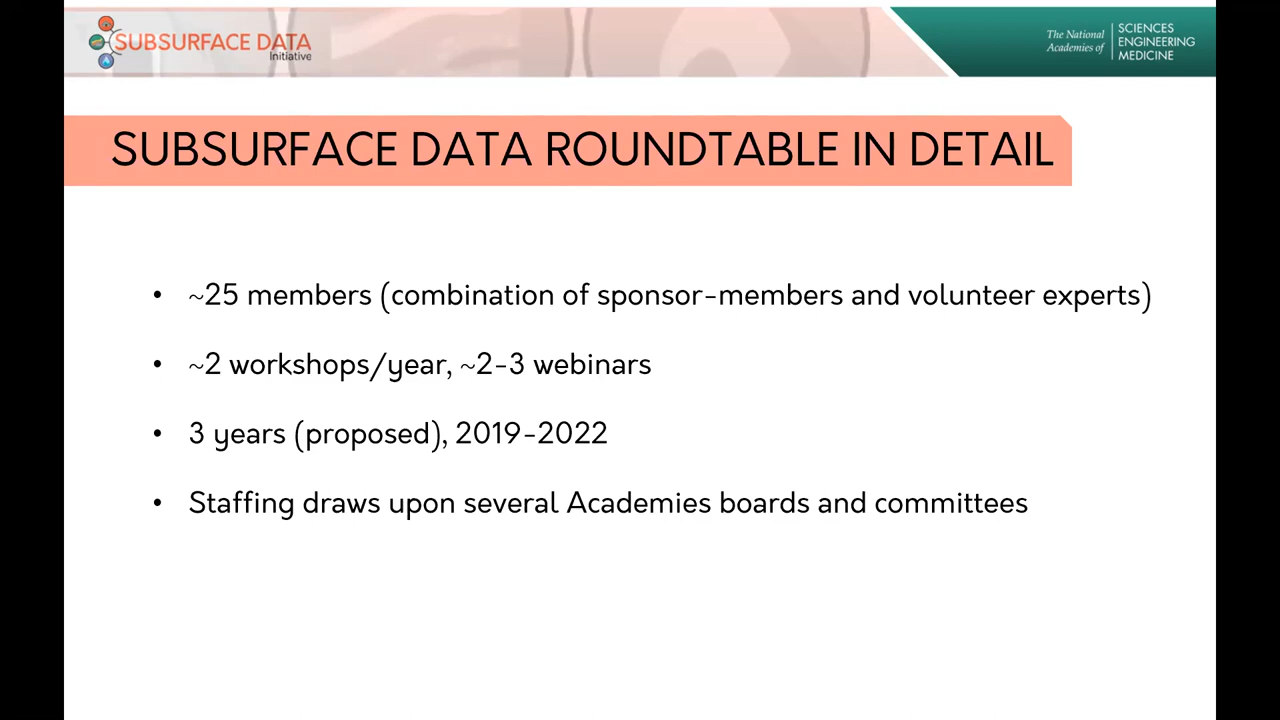 SUBSURFACE DATA
Initiative
The National
Academies of
SCIENCES
ENGINEERING
MEDICINE
SUBSURFACE DATA ROUNDTABLE IN DETAIL
• ~25 members (combination of sponsor-members and volunteer experts)
• ~2 workshops/year, ~2-3 webinars
• 3 years (proposed), 2019-2022
• Staffing draws upon several Academies boards and committees